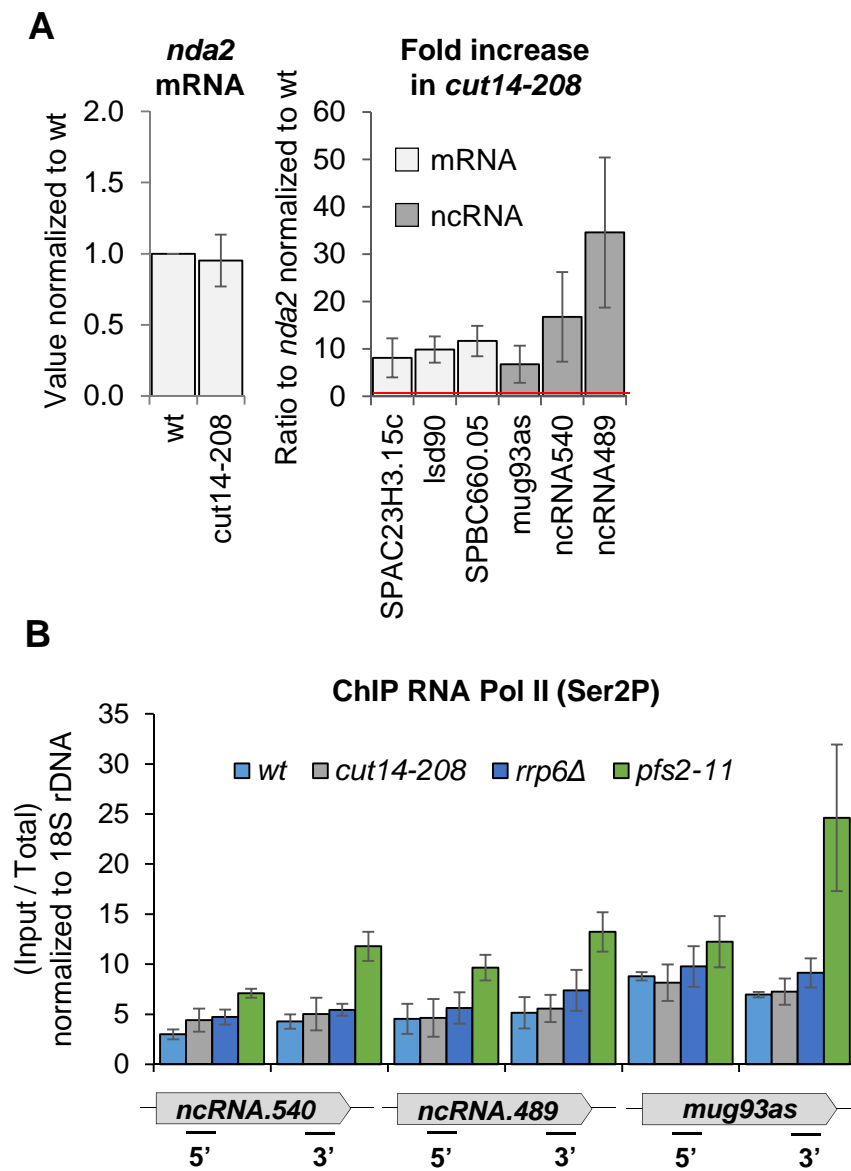 A
nda2
mRNA
Value normalized to wt
2.0
1.5
1.0
0.5
0.0
wt
cut14-208
Fold increase
in cut14-208
Ratio to nda2 normalized to wt
60
50
40
30
20
10
0
mRNA
ncRNA
SPAC23H3.15c
lsd90
SPBC660.05
mug93as
ncRNA540
ncRNA489
B
ChIP RNA Pol II (Ser2P)
(Input / Total)
normalized to 18S rDNA
35
30
25
20
15
10
5
0
wt cut14-208 rrp6Δ pfs2-11
ncRNA.540 ncRNA.489 mug93as
5’ 3’ 5’ 3’ 5’ 3’